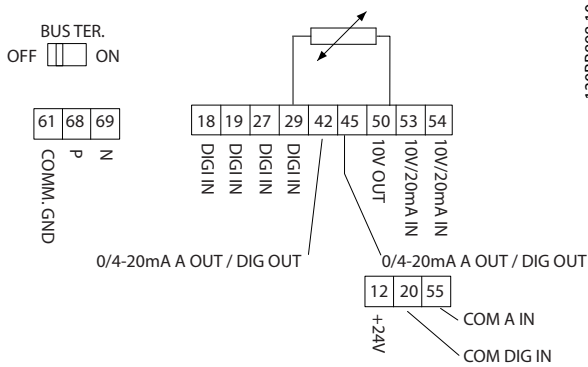 BUS TER.
OFF ON
61 68 69
COMM. GND
P
N
18 19 27 29 42 45 50 53 54
DIGI IN
DIGI IN
DIGI IN
DIGI IN
10V OUT
10V/20mA IN
10V/20mA IN
0/4-20mA A OUT / DIG OUT
0/4-20mA A OUT / DIG OUT
12 20 55
+24V
COM A IN
COM DIG IN